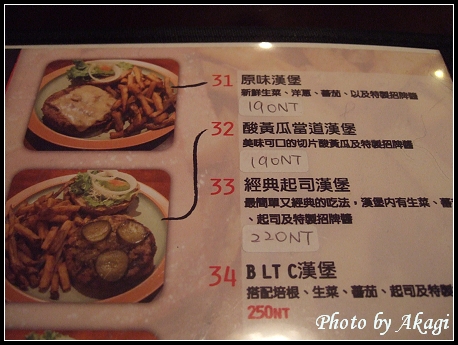 31 原味漢堡
新鮮生菜、洋蔥、蕃茄、以及特製招牌醬
190NT
32 酸黃瓜當道漢堡
美味可口的切片酸黃瓜及特製招牌醬
190NT
33 經典起司漢堡
最簡單又經典的吃法，漢堡內有生菜、蕃
、起司及特製招牌醬
220NT
34 BLTC漢堡
搭配培根、生菜、蕃茄、起司及特製
250NT
Photo by Akagi